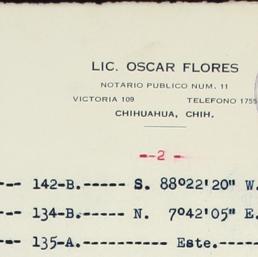 LIC. OSCAR FLORES
NOTARIO PUBLICO NUM. 11
VICTORIA 109 TELEFONO 1755
CHIHUAHUA, CHIH.
--2 -
--- 142-B.------ S. 88°22'20" W.
--- 134-B.------ N. 7°42'05" E.
--- 135-A.---------- Este.-----